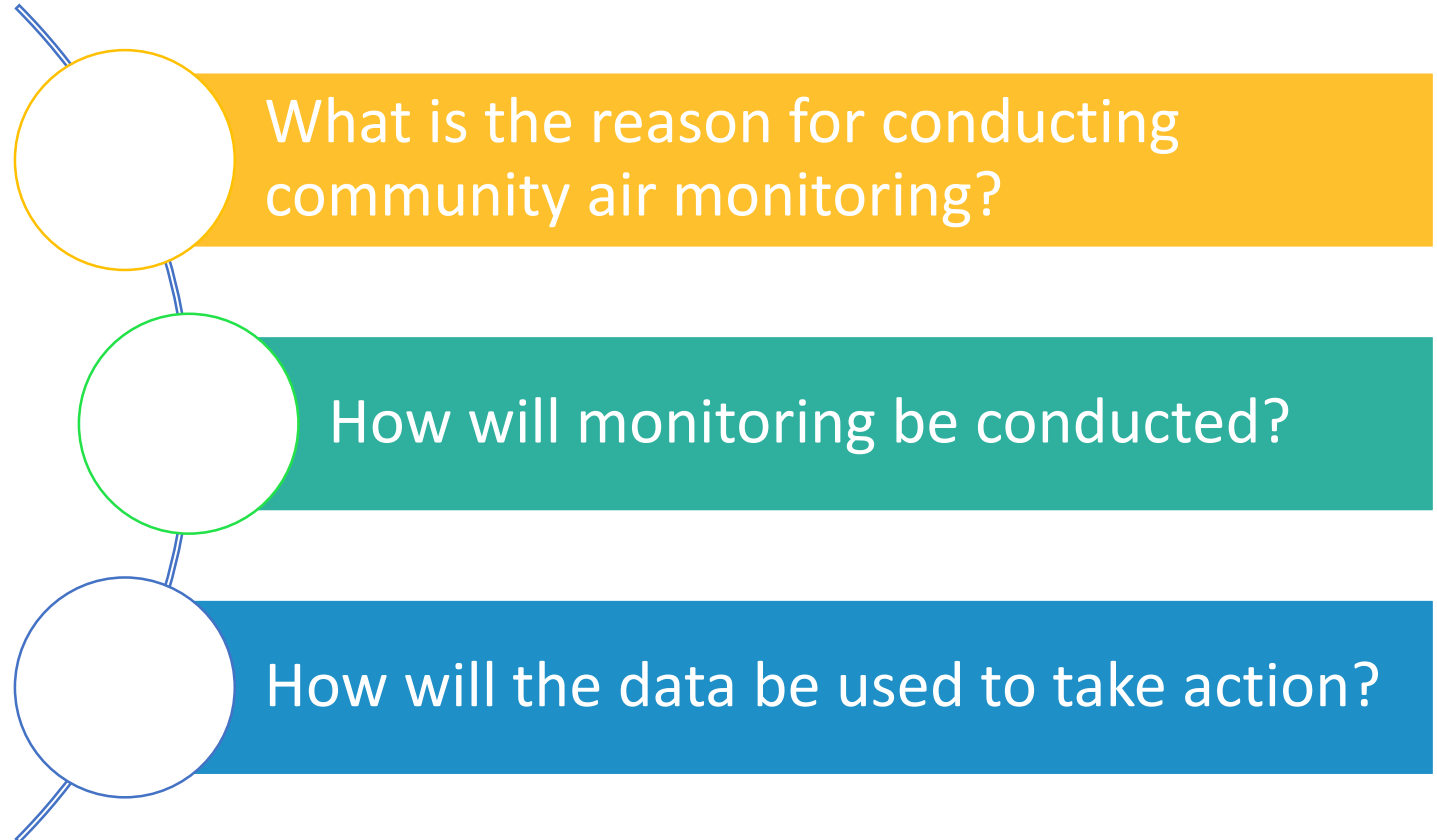 What is the reason for conducting
community air monitoring?
How will monitoring be conducted?
How will the data be used to take action?